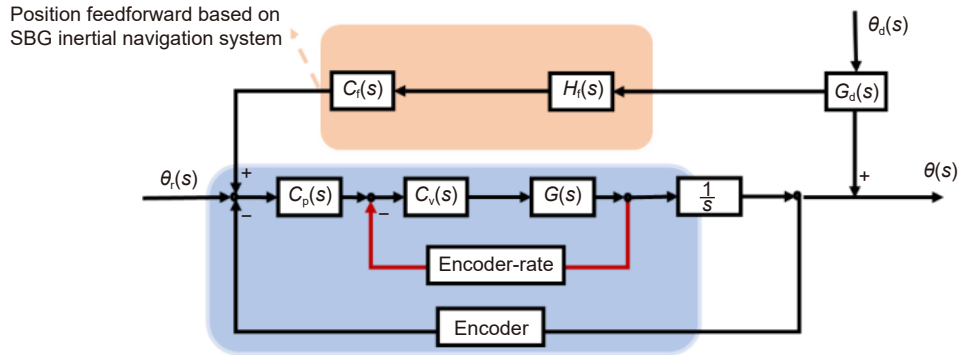 Position feedforward based on
SBG inertial navigation system
θd(s)
Cf(s)
Hf(s)
Gd(s)
θr(s)
+
+
θ(s)
Cp(s)
−
Cv(s)
G(s)
1
s
−
Encoder-rate
Encoder